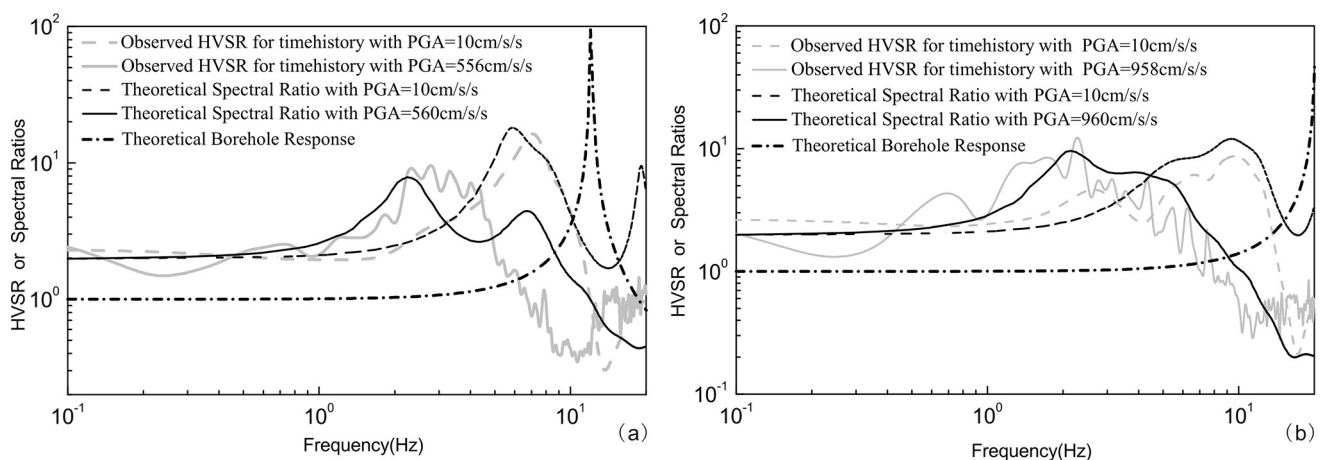 10²
Observed HVSR for timehistory with PGA=10cm/s/s
Observed HVSR for timehistory with PGA=556cm/s/s
Theoretical Spectral Ratio with PGA=10cm/s/s
Theoretical Spectral Ratio with PGA=560cm/s/s
Theoretical Borehole Response
10¹
10⁰
HVSR or Spectral Ratios
10⁻¹
10⁰
10¹
Frequency(Hz)
(a)
10²
Observed HVSR for timehistory with PGA=10cm/s/s
Observed HVSR for timehistory with PGA=958cm/s/s
Theoretical Spectral Ratio with PGA=10cm/s/s
Theoretical Spectral Ratio with PGA=960cm/s/s
Theoretical Borehole Response
10¹
10⁰
10⁻¹
HVSR or Spectral Ratios
10⁻¹
10⁰
10¹
Frequency(Hz)
(b)